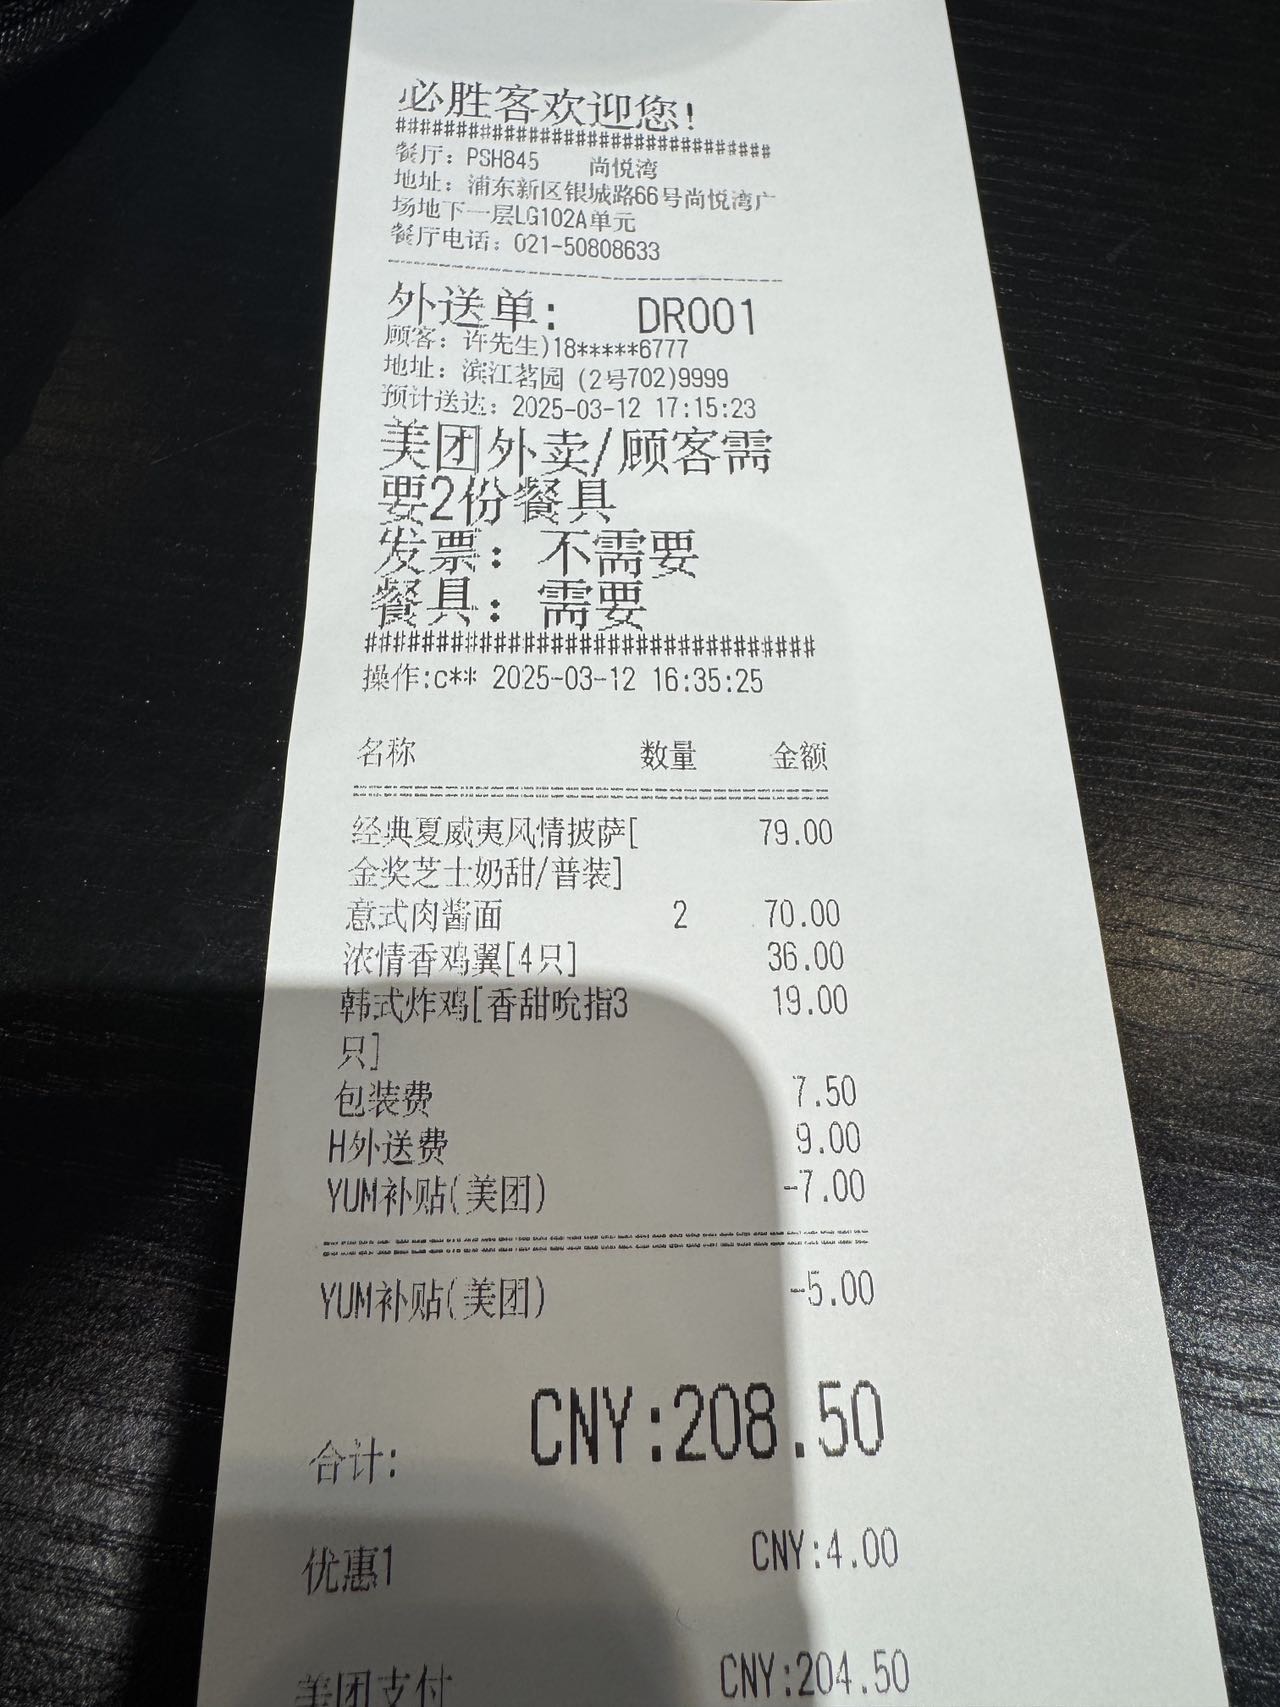 必胜客欢迎您!
################################
餐厅: PSH845 尚悦湾
地址: 浦东新区银城路66号尚悦湾广
场地下一层LG102A单元
餐厅电话: 021-50808633
--------------------------------
外送单: DR001
顾客: 许先生)18*****6777
地址: 滨江茗园 (2号702)9999
预计送达: 2025-03-12 17:15:23
美团外卖/顾客需
要2份餐具
发票: 不需要
餐具: 需要
################################
操作:c** 2025-03-12 16:35:25
名称 数量 金额
================================
经典夏威夷风情披萨[ 79.00
金奖芝士奶甜/普装]
意式肉酱面 2 70.00
浓情香鸡翼[4只] 36.00
韩式炸鸡[香甜吮指3 19.00
只]
包装费 7.50
H外送费 9.00
YUM补贴(美团) -7.00
================================
YUM补贴(美团) -5.00
合计: CNY:208.50
优惠1 CNY:4.00
美团支付 CNY:204.50